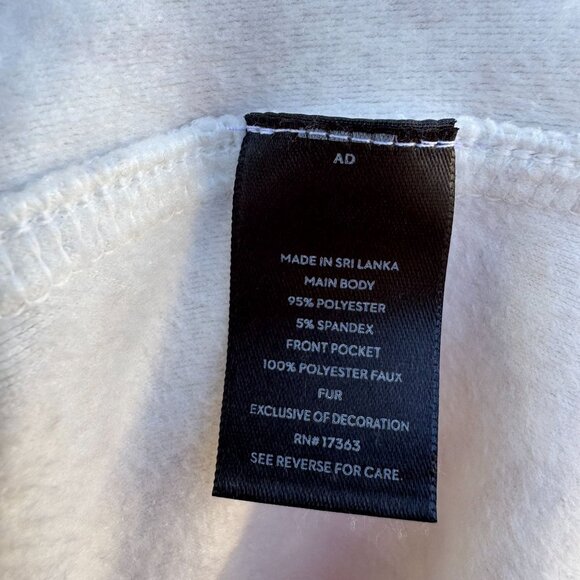 AD
MADE IN SRI LANKA
MAIN BODY
95% POLYESTER
5% SPANDEX
FRONT POCKET
100% POLYESTER FAUX
FUR
EXCLUSIVE OF DECORATION
RN# 17363
SEE REVERSE FOR CARE.